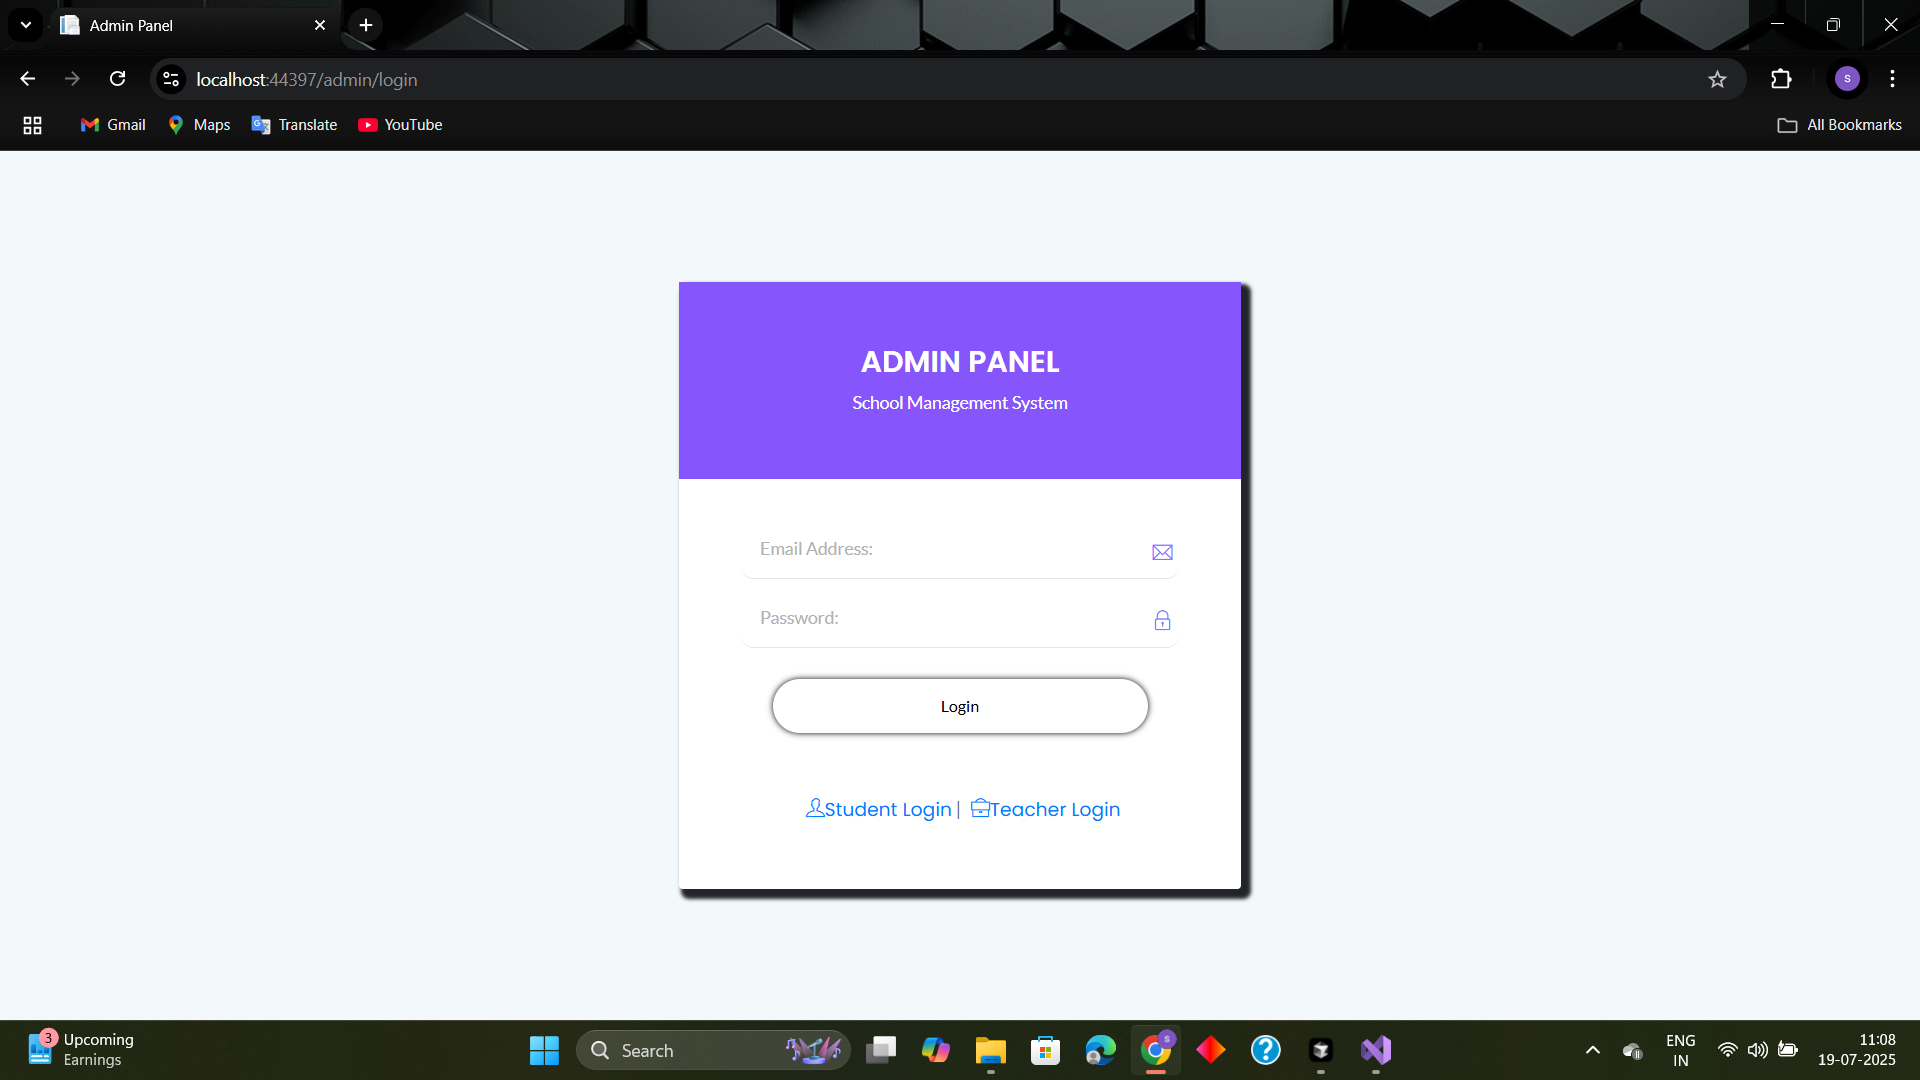 Admin Panel
localhost:44397/admin/login
S
Gmail
Maps
Translate
YouTube
All Bookmarks
ADMIN PANEL
School Management System
Email Address:
Password:
Login
Student Login | Teacher Login
3
Upcoming
Earnings
Search
S
?
ENG
IN
11:08
19-07-2025